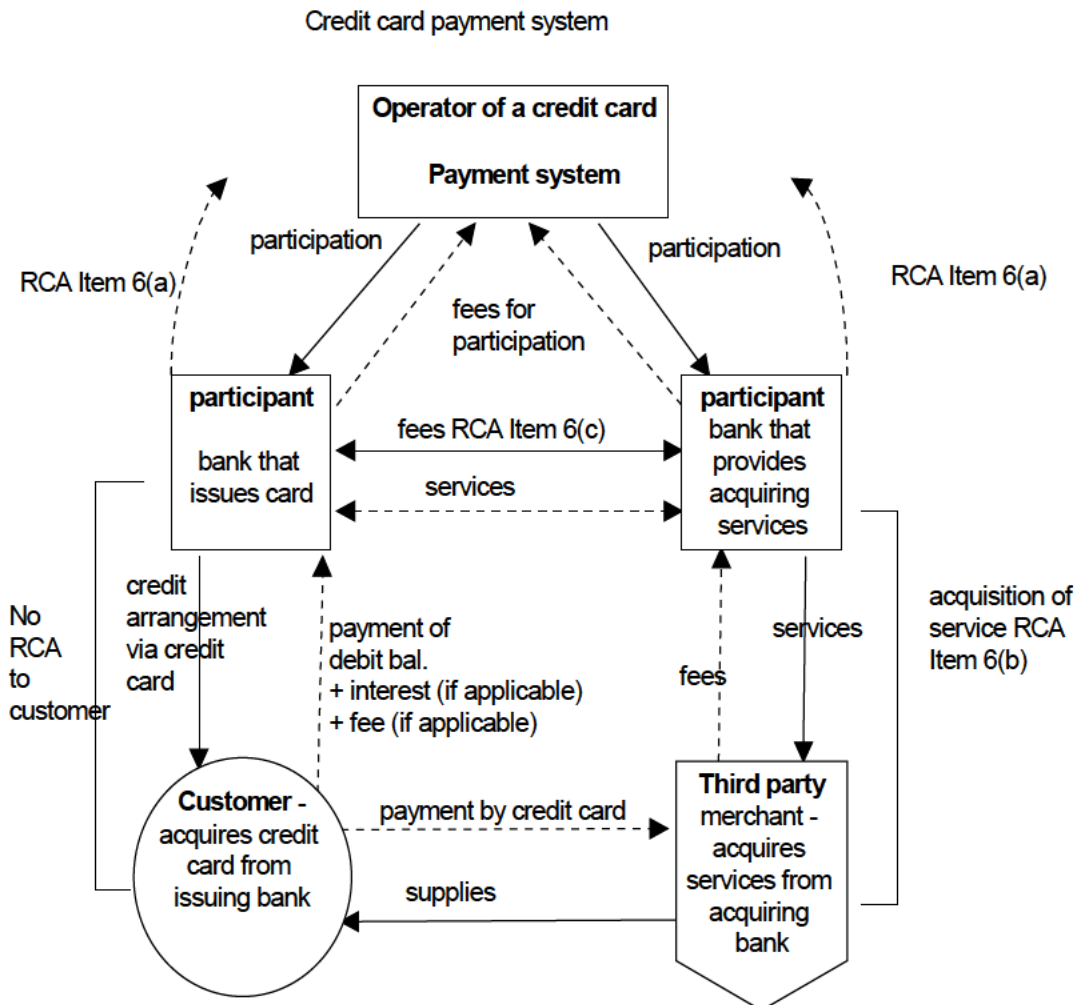 Credit card payment system
Operator of a credit card
Payment system
participation
participation
RCA Item 6(a)
RCA Item 6(a)
fees for
participation
participant
bank that
issues card
participant
bank that
provides
acquiring
services
fees RCA Item 6(c)
services
No
RCA
to
customer
credit
arrangement
via credit
card
payment of
debit bal.
+ interest (if applicable)
+ fee (if applicable)
fees
services
acquisition of
service RCA
Item 6(b)
Customer -
acquires credit
card from
issuing bank
payment by credit card
supplies
Third party
merchant -
acquires
services from
acquiring
bank